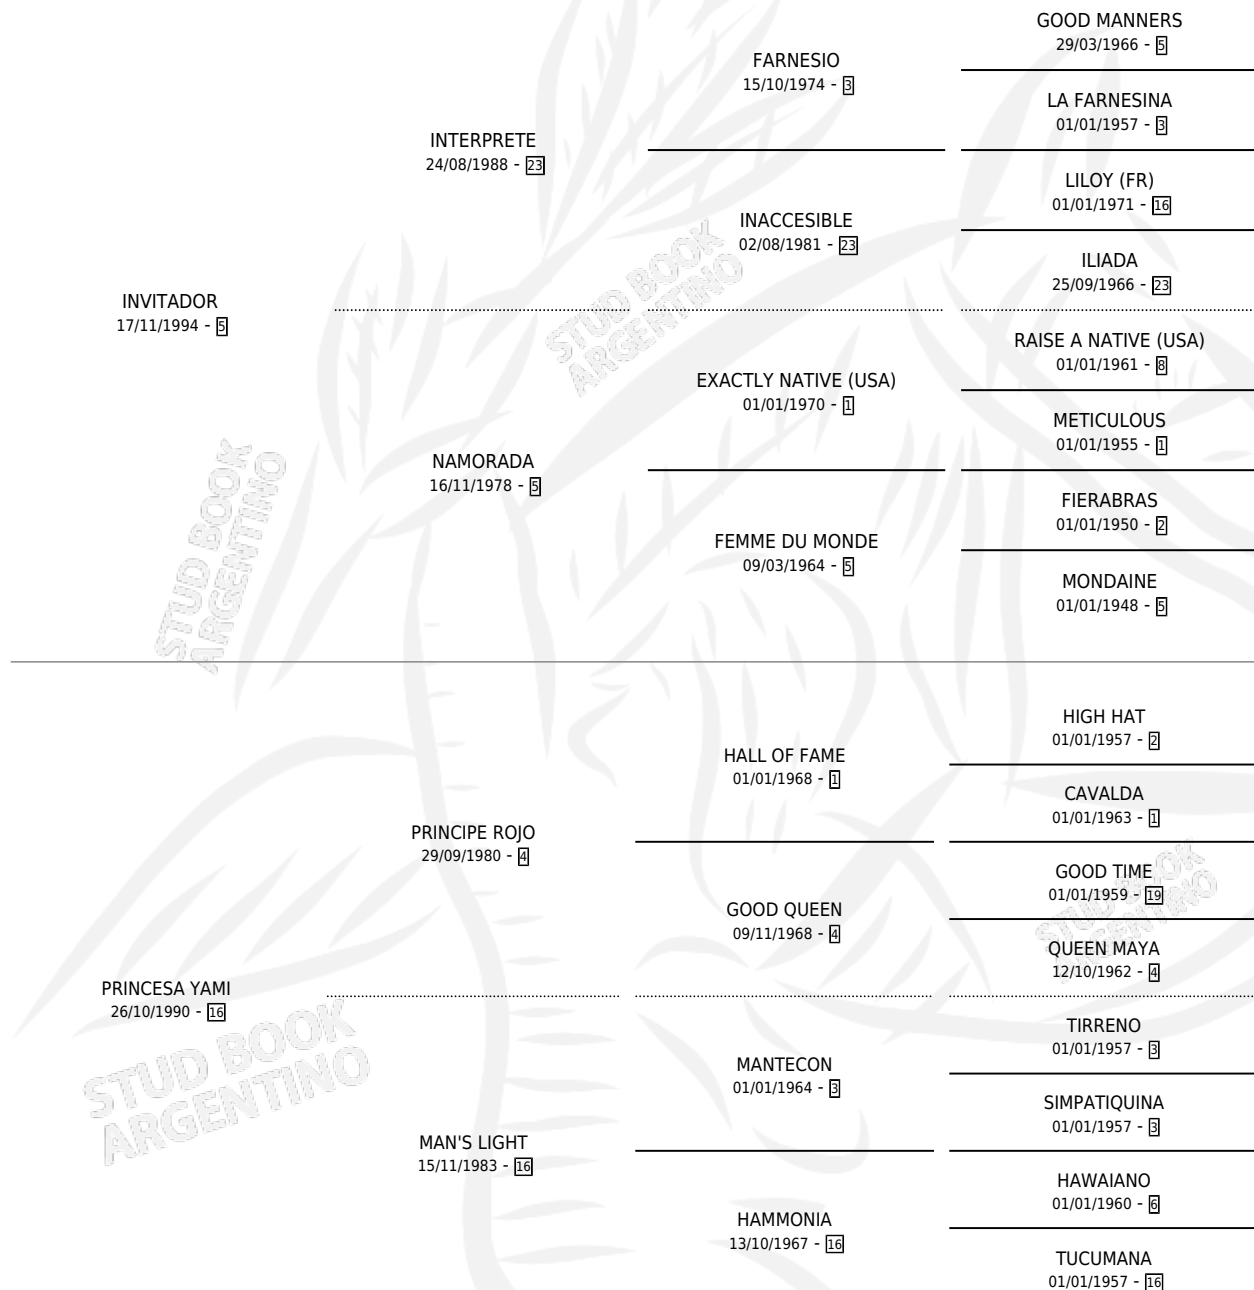 GOOD MANNERS
29/03/1966 - 5
FARNESIO
15/10/1974 - 3
LA FARNESINA
01/01/1957 - 3
INTERPRETE
24/08/1988 - 23
LILOY (FR)
01/01/1971 - 16
INACCESIBLE
02/08/1981 - 23
ILIADA
25/09/1966 - 23
INVITADOR
17/11/1994 - 5
RAISE A NATIVE (USA)
01/01/1961 - 8
EXACTLY NATIVE (USA)
01/01/1970 - 1
METICULOUS
01/01/1955 - 1
NAMORADA
16/11/1978 - 5
FIERABRAS
01/01/1950 - 2
FEMME DU MONDE
09/03/1964 - 5
MONDAINE
01/01/1948 - 5
HIGH HAT
01/01/1957 - 2
HALL OF FAME
01/01/1968 - 1
CAVALDA
01/01/1963 - 1
PRINCIPE ROJO
29/09/1980 - 4
GOOD TIME
01/01/1959 - 19
GOOD QUEEN
09/11/1968 - 4
QUEEN MAYA
12/10/1962 - 4
PRINCESA YAMI
26/10/1990 - 16
TIRRENO
01/01/1957 - 3
MANTECON
01/01/1964 - 3
SIMPATIQUINA
01/01/1957 - 3
MAN'S LIGHT
15/11/1983 - 16
HAWAIANO
01/01/1960 - 6
HAMMONIA
13/10/1967 - 16
TUCUMANA
01/01/1957 - 16
STUD BOOK
ARGENTINO
STUD BOOK
ARGENTINO
STUD BOOK
ARGENTINO
STUD BOOK
ARGENTINO